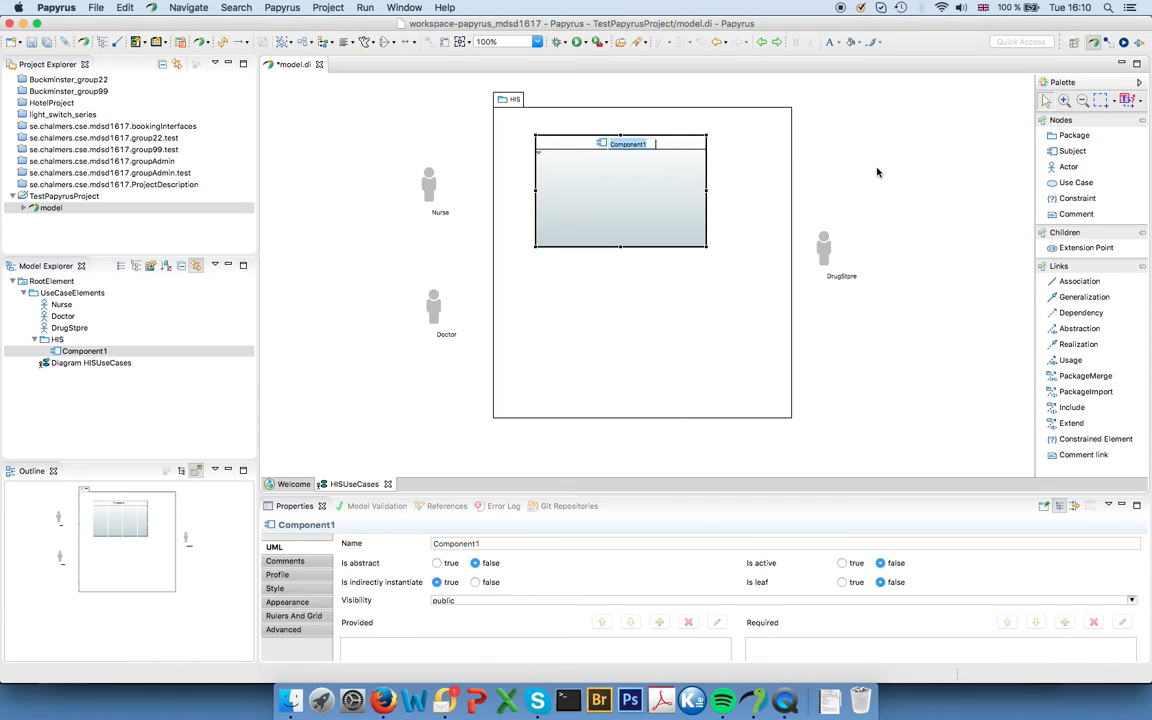 Papyrus File Edit Navigate Search Papyrus Project Run Window Help 100 % Tue 16:10
workspace-papyrus_mdsd1617 - Papyrus - TestPapyrusProject/model.di - Papyrus
100% Quick Access
Project Explorer
*model.di
Buckminster_group22
Buckminster_group99
HotelProject
light_switch_series
se.chalmers.cse.mdsd1617.bookingInterfaces
se.chalmers.cse.mdsd1617.group22.test
se.chalmers.cse.mdsd1617.group99.test
se.chalmers.cse.mdsd1617.groupAdmin
se.chalmers.cse.mdsd1617.groupAdmin.test
se.chalmers.cse.mdsd1617.ProjectDescription
TestPapyrusProject
model
Model Explorer
RootElement
UseCaseElements
Nurse
Doctor
DrugStpre
HIS
Component1
Diagram HISUseCases
Outline
HIS
Component1
Nurse
DrugStpre
Doctor
Palette
Nodes
Package
Subject
Actor
Use Case
Constraint
Comment
Children
Extension Point
Links
Association
Generalization
Dependency
Abstraction
Realization
Usage
PackageMerge
PackageImport
Include
Extend
Constrained Element
Comment link
Welcome HISUseCases
Properties Model Validation References Error Log Git Repositories
Component1
UML
Comments
Profile
Style
Appearance
Rulers And Grid
Advanced
Name Component1
Is abstract true false Is active true false
Is indirectly instantiate true false Is leaf true false
Visibility public
Provided Required